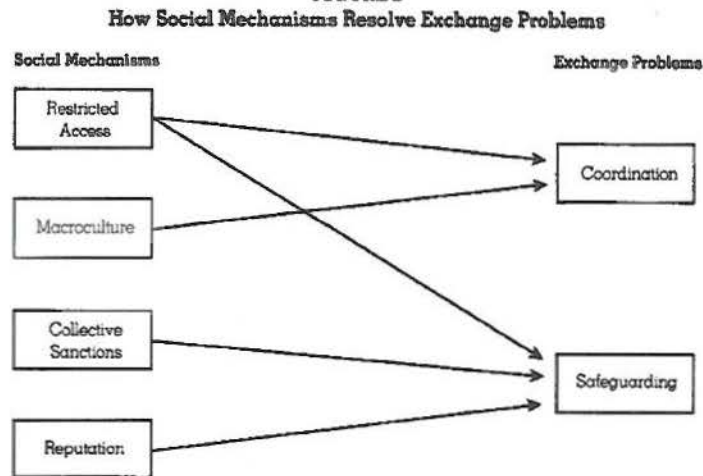 How Social Mechanisms Resolve Exchange Problems
Social Mechanisms
Exchange Problems
Restricted
Access
Coordination
Macroculture
Collective
Sanctions
Safeguarding
Reputation